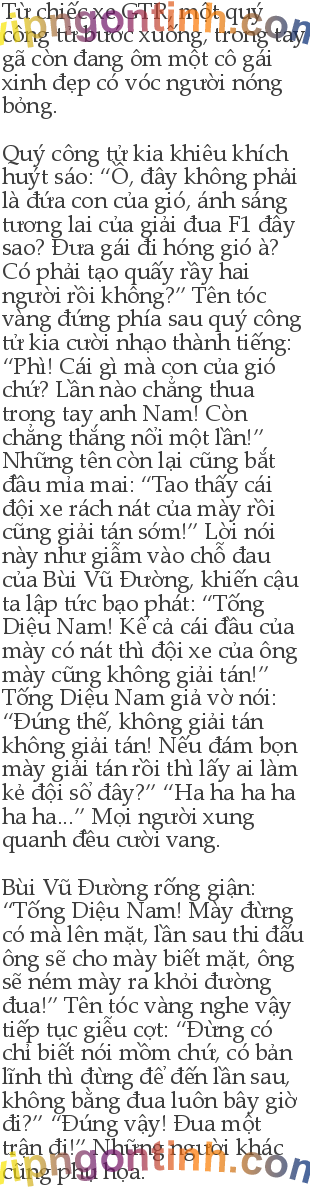 Từ chiếc xe GTR, một quý
công tử bước xuống, trong tay
gã còn đang ôm một cô gái
xinh đẹp có vóc người nóng
bỏng.
Quý công tử kia khiêu khích
huýt sáo: “Ồ, đây không phải
là đứa con của gió, ánh sáng
tương lai của giải đua F1 đây
sao? Đưa gái đi hóng gió à?
Có phải tạo quấy rầy hai
người rồi không?” Tên tóc
vàng đứng phía sau quý công
tử kia cười nhạo thành tiếng:
“Phì! Cái gì mà con của gió
chứ? Lần nào chẳng thua
trong tay anh Nam! Còn
chẳng thắng nổi một lần!”
Những tên còn lại cũng bắt
đầu mỉa mai: “Tao thấy cái
đội xe rách nát của mày rồi
cũng giải tán sớm!” Lời nói
này như giẫm vào chỗ đau
của Bùi Vũ Đường, khiến cậu
ta lập tức bạo phát: “Tống
Diệu Nam! Kể cả cái đầu của
mày có nát thì đội xe của ông
mày cũng không giải tán!”
Tống Diệu Nam giả vờ nói:
“Đúng thế, không giải tán
không giải tán! Nếu đám bọn
mày giải tán rồi thì lấy ai làm
kẻ đội sổ đây?” “Ha ha ha ha
ha ha...” Mọi người xung
quanh đều cười vang.
Bùi Vũ Đường rống giận:
“Tống Diệu Nam! Mày đừng
có mà lên mặt, lần sau thi đấu
ông sẽ cho mày biết mặt, ông
sẽ ném mày ra khỏi đường
đua!” Tên tóc vàng nghe vậy
tiếp tục giễu cợt: “Đừng có
chỉ biết nói mồm chứ, có bản
lĩnh thì đừng để đến lần sau,
không bằng đua luôn bây giờ
đi?” “Đúng vậy! Đua một
trận đi!” Những người khác
cũng phụ họa.
vipngontinh.com
vipngontinh.com